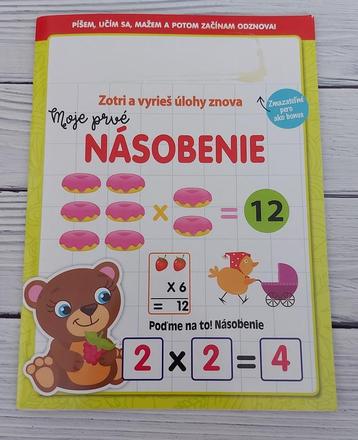 PÍŠEM, UČÍM SA, MAŽEM A POTOM ZAČÍNAM ODZNOVA!
Zotri a vyrieš úlohy znova
Zmazateľné
pero
ako bonus
Moje prvé
NÁSOBENIE
x = 12
x 6
= 12
Poďme na to! Násobenie
2 x 2 = 4